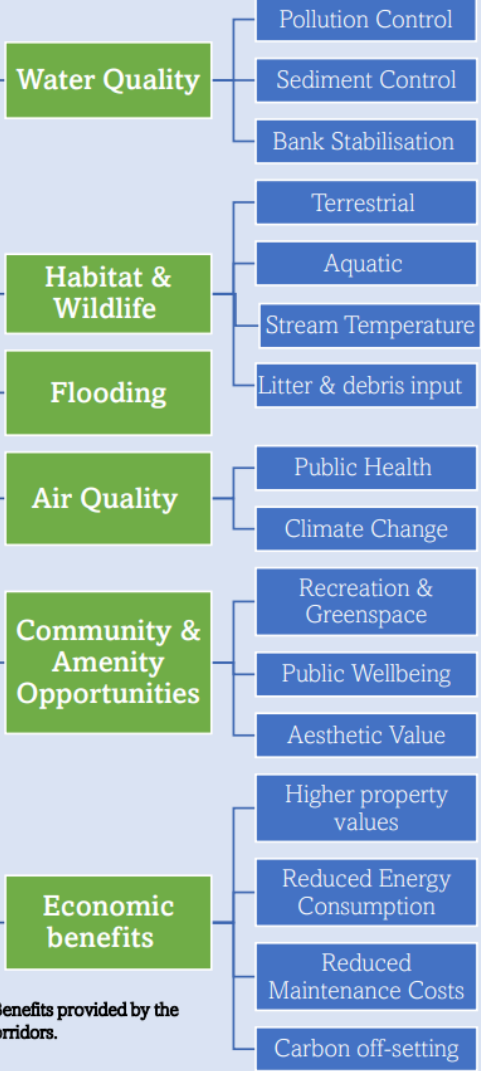 Water Quality
Pollution Control
Sediment Control
Bank Stabilisation
Habitat &
Wildlife
Terrestrial
Aquatic
Stream Temperature
Litter & debris input
Flooding
Air Quality
Public Health
Climate Change
Community &
Amenity
Opportunities
Recreation &
Greenspace
Public Wellbeing
Aesthetic Value
Economic
benefits
Higher property
values
Reduced Energy
Consumption
Reduced
Maintenance Costs
Carbon off-setting
Benefits provided by the
orridors.